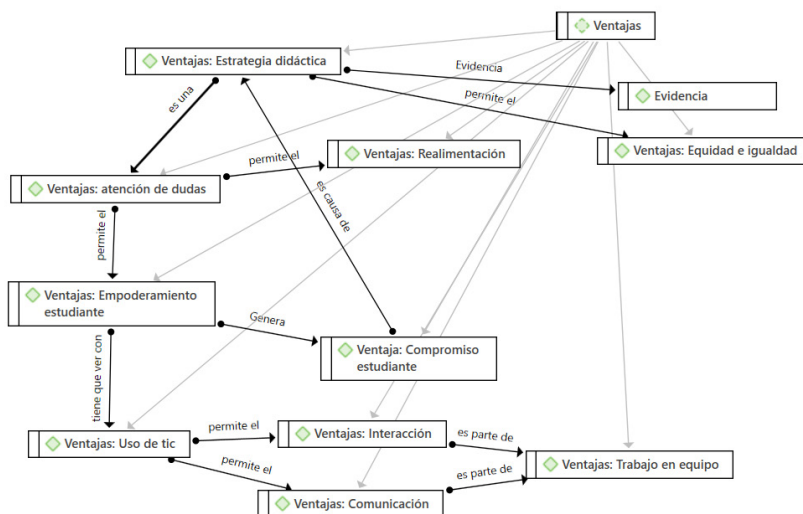 Ventajas
Ventajas: Estrategia didáctica
Evidencia
es una
permite el
Evidencia
Ventajas: Equidad e igualdad
permite el
Ventajas: Realimentación
Ventajas: atención de dudas
es causa de
permite el
Ventajas: Empoderamiento
estudiante
Genera
Ventaja: Compromiso
estudiante
tiene que ver con
Ventajas: Uso de tic
permite el
Ventajas: Interacción
es parte de
permite el
Ventajas: Trabajo en equipo
es parte de
Ventajas: Comunicación